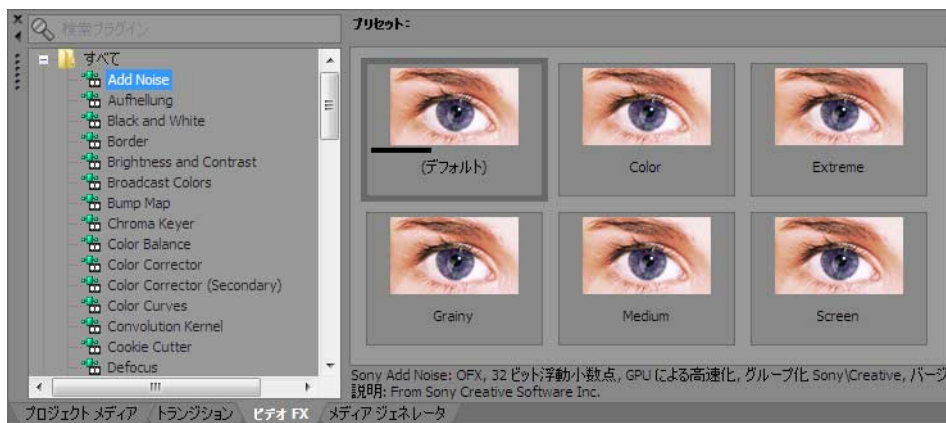 検索プラグイン
プリセット:
すべて
Add Noise
Aufhellung
Black and White
Border
Brightness and Contrast
Broadcast Colors
Bump Map
Chroma Keyer
Color Balance
Color Corrector
Color Corrector (Secondary)
Color Curves
Convolution Kernel
Cookie Cutter
Defocus
(デフォルト)
Color
Extreme
Grainy
Medium
Screen
Sony Add Noise: OFX, 32 ビット浮動小数点, GPU による高速化, グループ化 Sony\Creative, バージ
説明: From Sony Creative Software Inc.
プロジェクト メディア
トランジション
ビデオ FX
メディア ジェネレータ